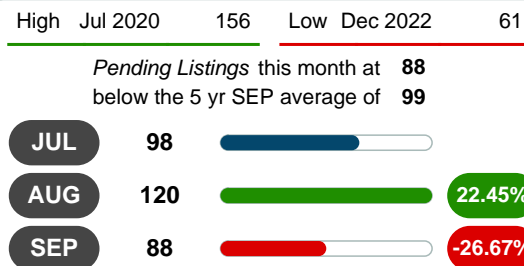 High Jul 2020 156 Low Dec 2022 61
Pending Listings this month at 88
below the 5 yr SEP average of 99
JUL 98
AUG 120 22.45%
SEP 88 -26.67%